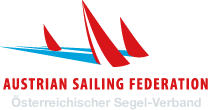 AUSTRIAN SAILING FEDERATION
Österreichischer Segel-Verband